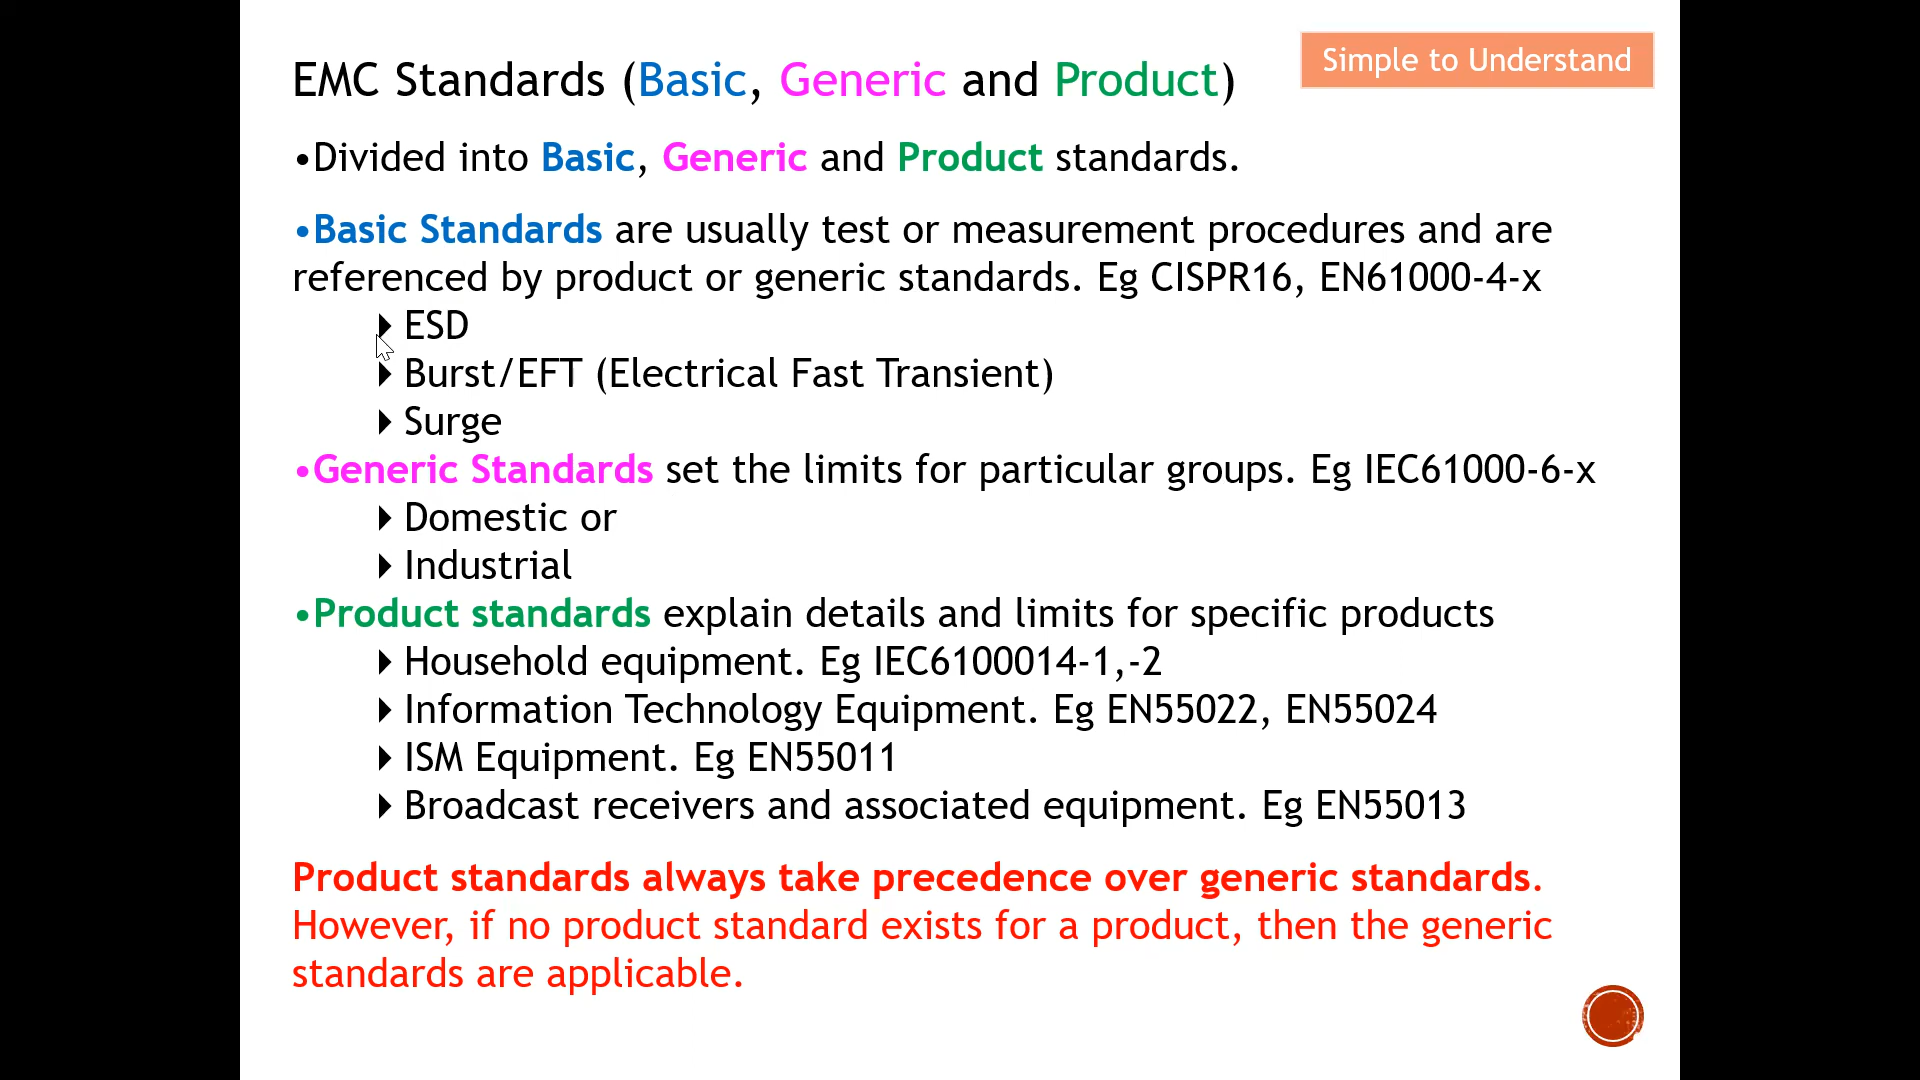 EMC Standards (Basic, Generic and Product)
Simple to Understand
•Divided into Basic, Generic and Product standards.
•Basic Standards are usually test or measurement procedures and are
referenced by product or generic standards. Eg CISPR16, EN61000-4-x
ESD
Burst/EFT (Electrical Fast Transient)
Surge
•Generic Standards set the limits for particular groups. Eg IEC61000-6-x
Domestic or
Industrial
•Product standards explain details and limits for specific products
Household equipment. Eg IEC6100014-1,-2
Information Technology Equipment. Eg EN55022, EN55024
ISM Equipment. Eg EN55011
Broadcast receivers and associated equipment. Eg EN55013
Product standards always take precedence over generic standards.
However, if no product standard exists for a product, then the generic
standards are applicable.